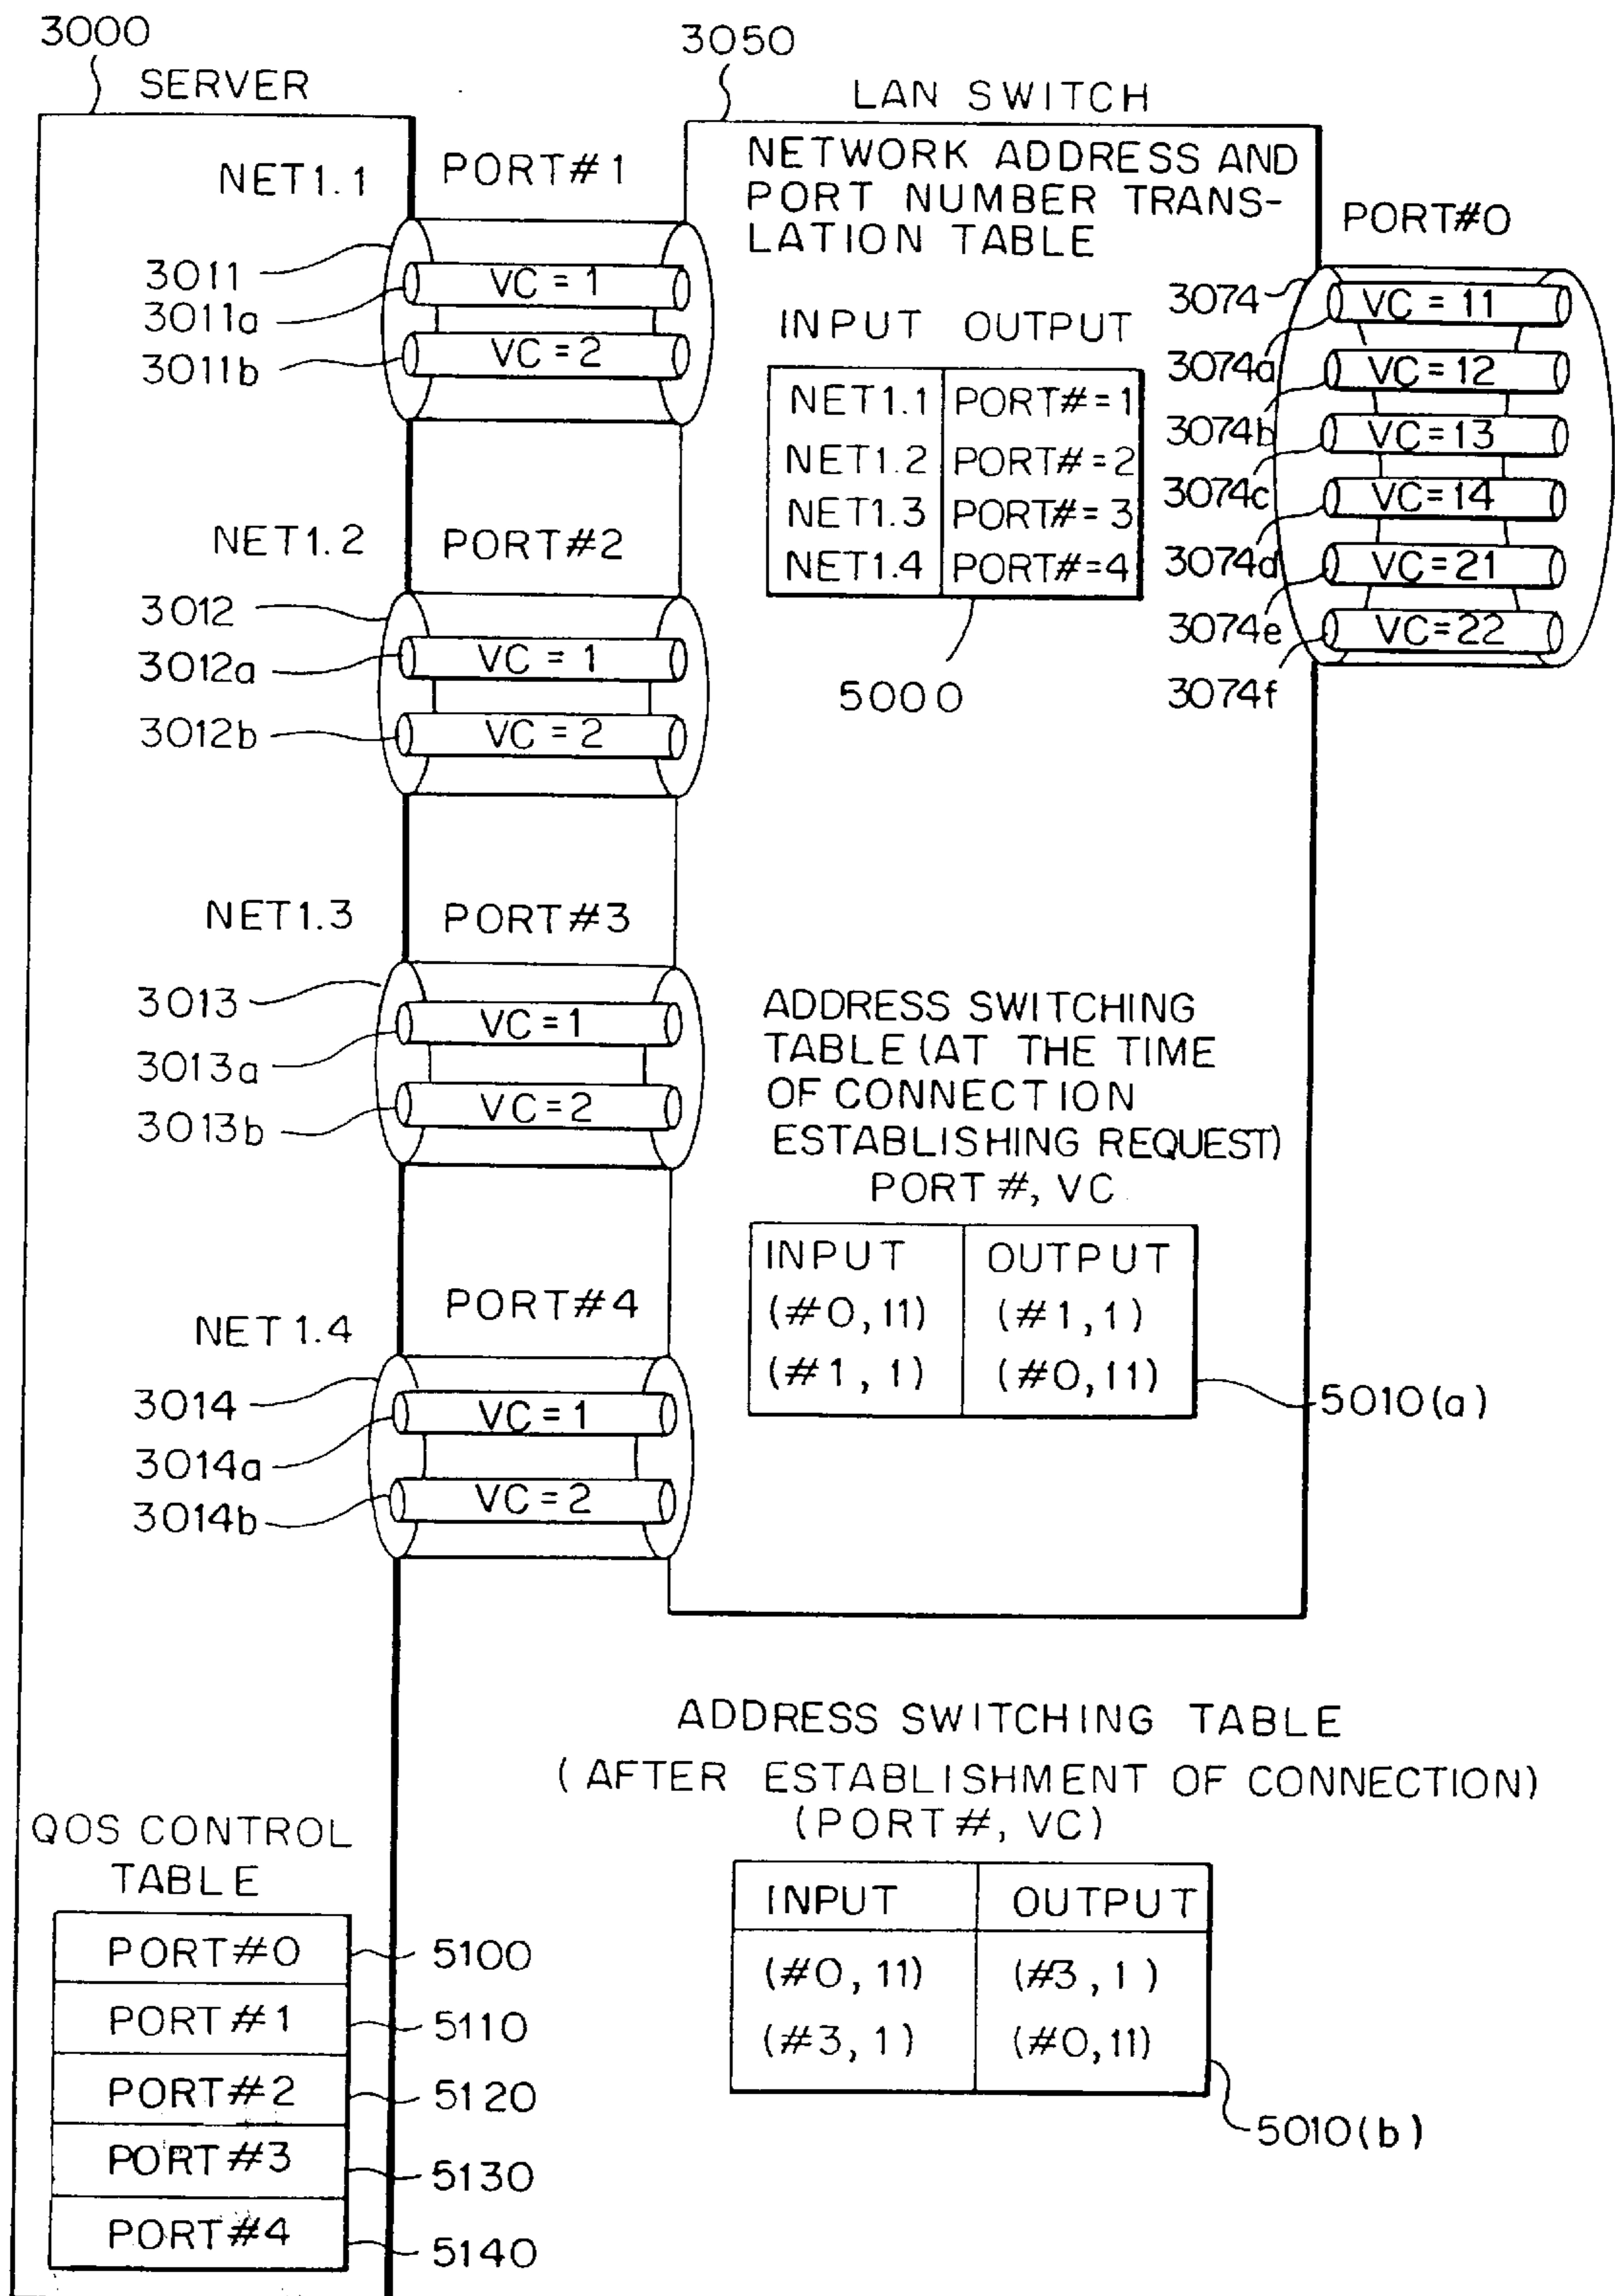 3000
SERVER
3050
LAN SWITCH
NET1.1
PORT#1
3011
3011a
3011b
VC = 1
VC = 2
NET1.2
PORT#2
3012
3012a
3012b
VC = 1
VC = 2
NET1.3
PORT#3
3013
3013a
3013b
VC=1
VC=2
NET1.4
PORT#4
3014
3014a
3014b
VC=1
VC=2
NETWORK ADDRESS AND
PORT NUMBER TRANS-
LATION TABLE
INPUT OUTPUT
NET1.1 PORT#=1
NET1.2 PORT#=2
NET1.3 PORT#=3
NET1.4 PORT#=4
5000
PORT#0
3074
3074a
3074b
3074c
3074d
3074e
3074f
VC = 11
VC = 12
VC=13
VC=14
VC=21
VC=22
ADDRESS SWITCHING
TABLE (AT THE TIME
OF CONNECTION
ESTABLISHING REQUEST)
PORT #, VC
INPUT OUTPUT
(#0,11) (#1,1)
(#1,1) (#0,11)
5010(a)
ADDRESS SWITCHING TABLE
(AFTER ESTABLISHMENT OF CONNECTION)
(PORT#, VC)
INPUT OUTPUT
(#0,11) (#3,1)
(#3,1) (#0,11)
5010(b)
QOS CONTROL
TABLE
PORT#0 5100
PORT#1 5110
PORT#2 5120
PORT#3 5130
PORT#4 5140